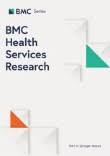 BMC Series
BMC
Health
Services
Research
Part of Springer Nature